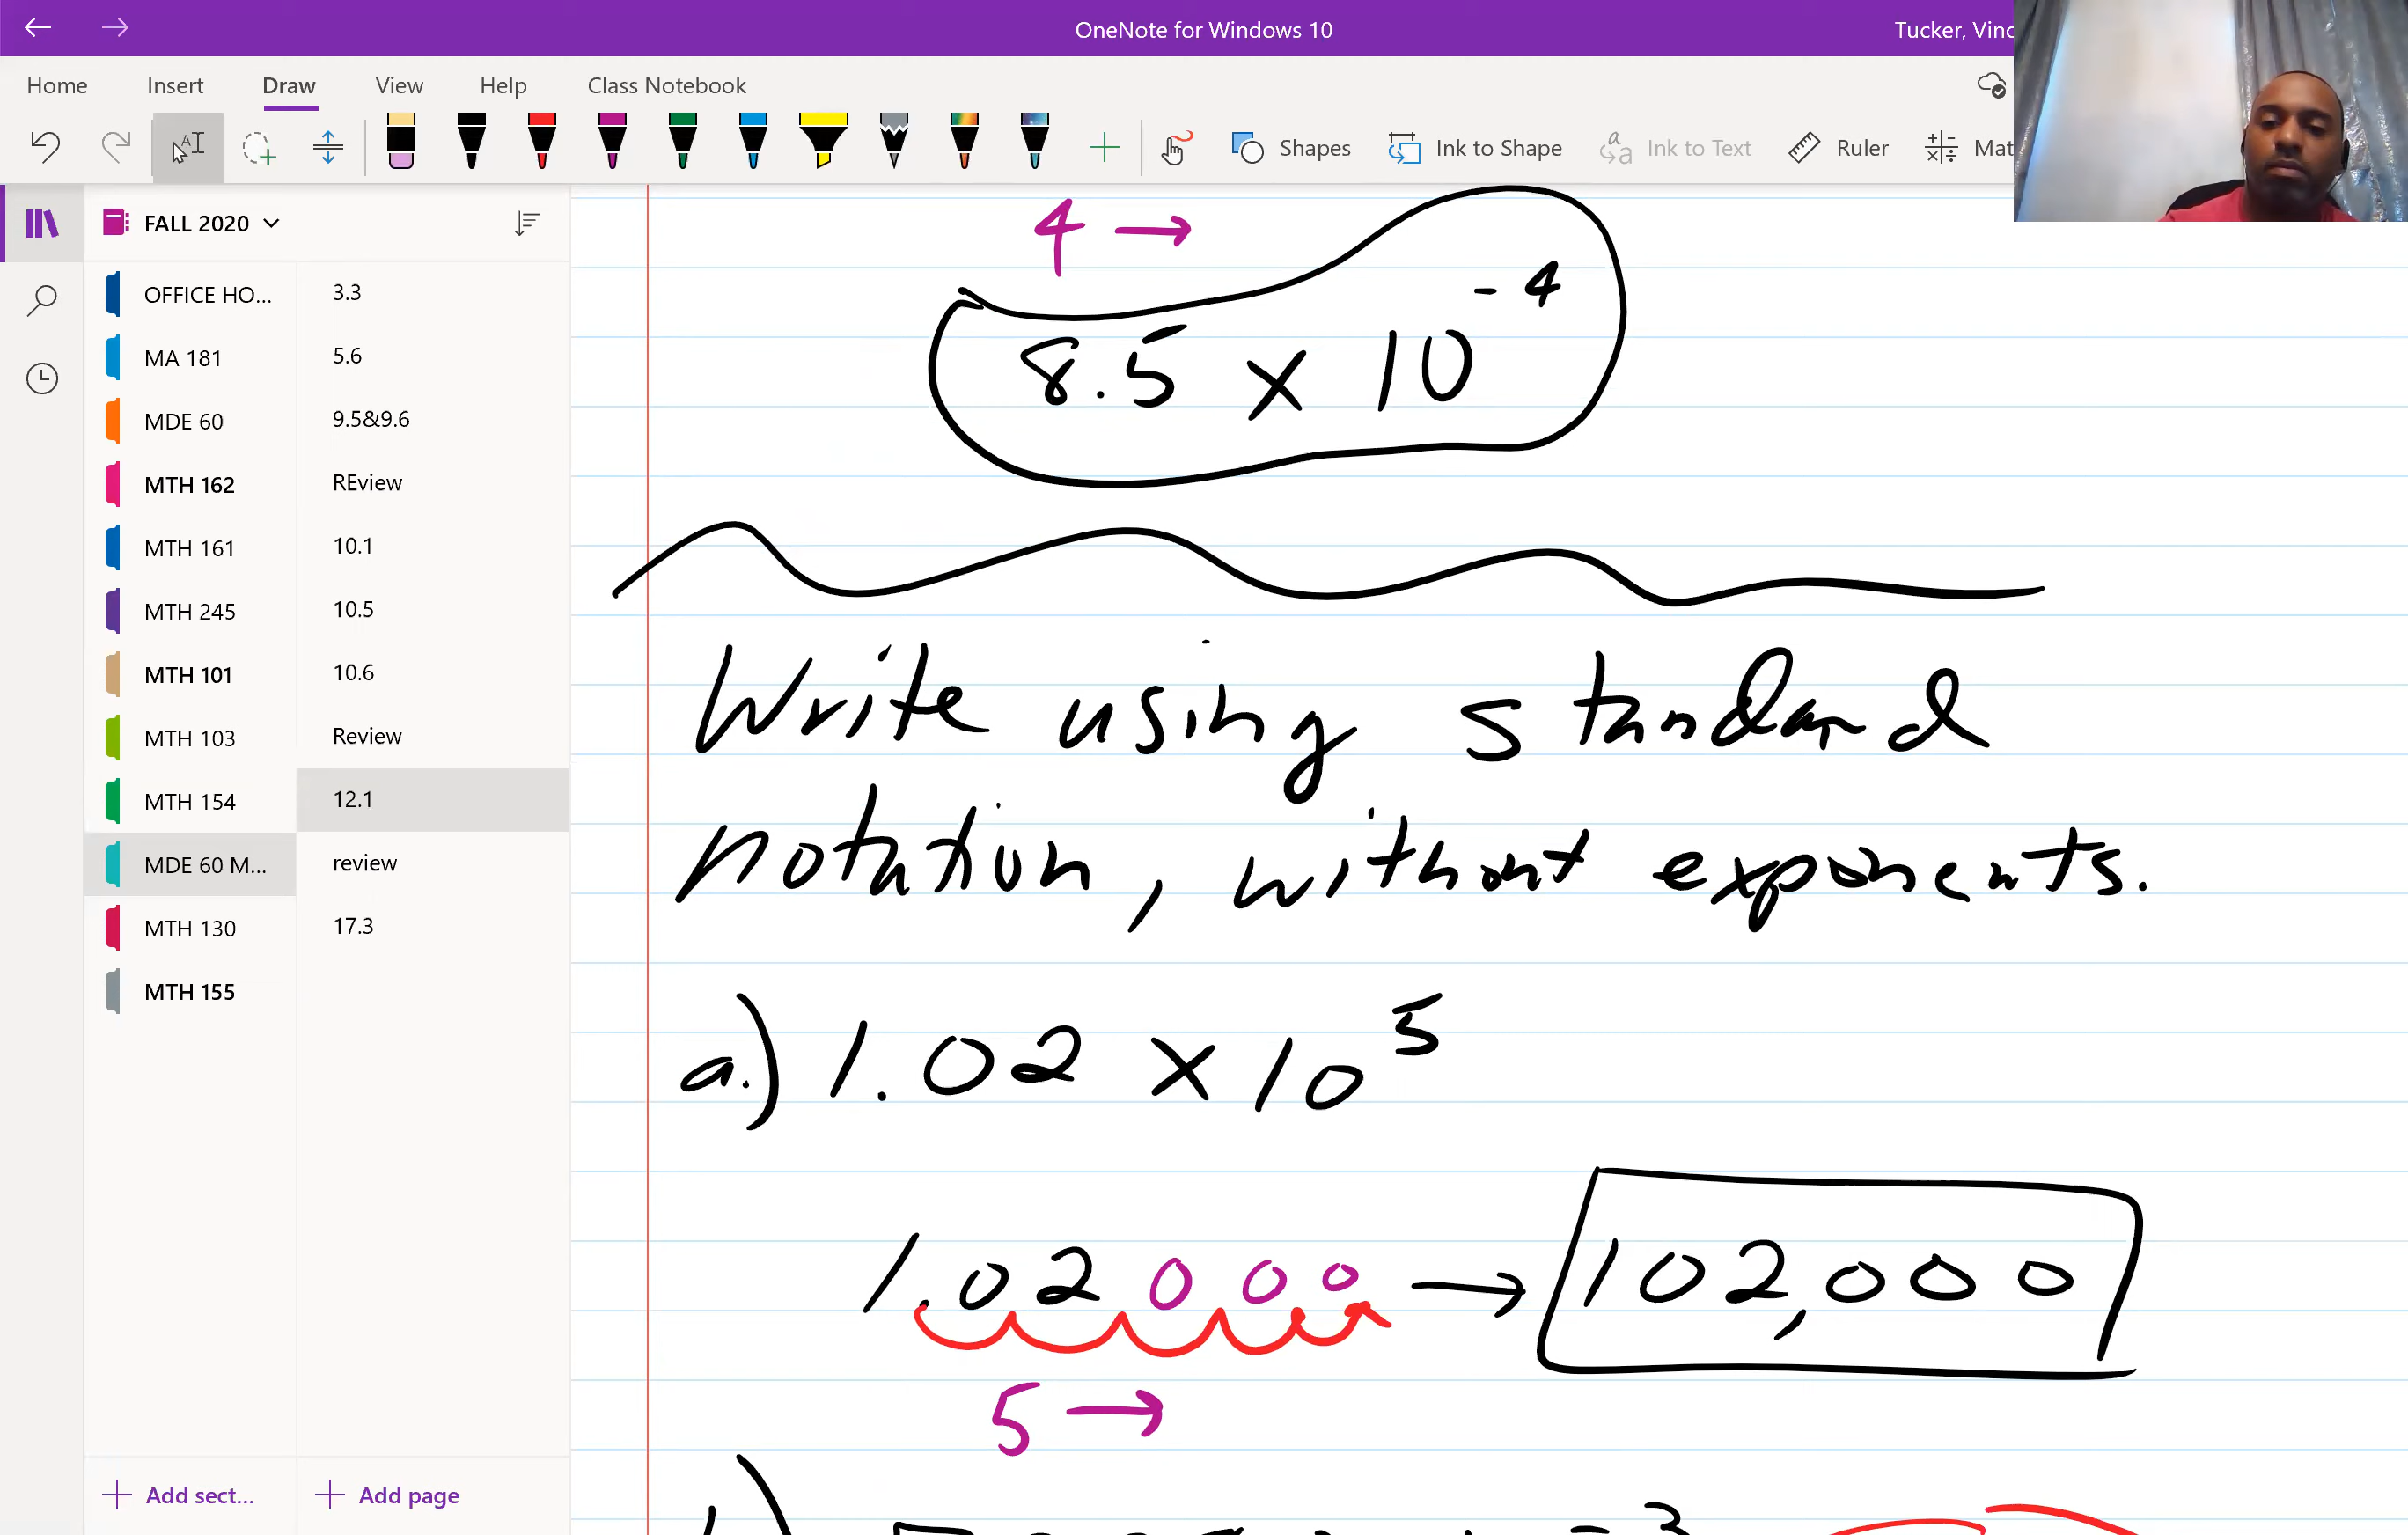 OneNote for Windows 10
Tucker, Vinc
Home Insert Draw View Help Class Notebook
Shapes Ink to Shape Ink to Text Ruler Mat
FALL 2020
OFFICE HO...
MA 181
MDE 60
MTH 162
MTH 161
MTH 245
MTH 101
MTH 103
MTH 154
MDE 60 M...
MTH 130
MTH 155
Add sect...
3.3
5.6
9.5&9.6
REview
10.1
10.5
10.6
Review
12.1
review
17.3
Add page
4 →
8.5 x 10^-4
Write using standard
notation, without exponents.
a.) 1.02 x 10^5
1.02000 → 102,000
5 →